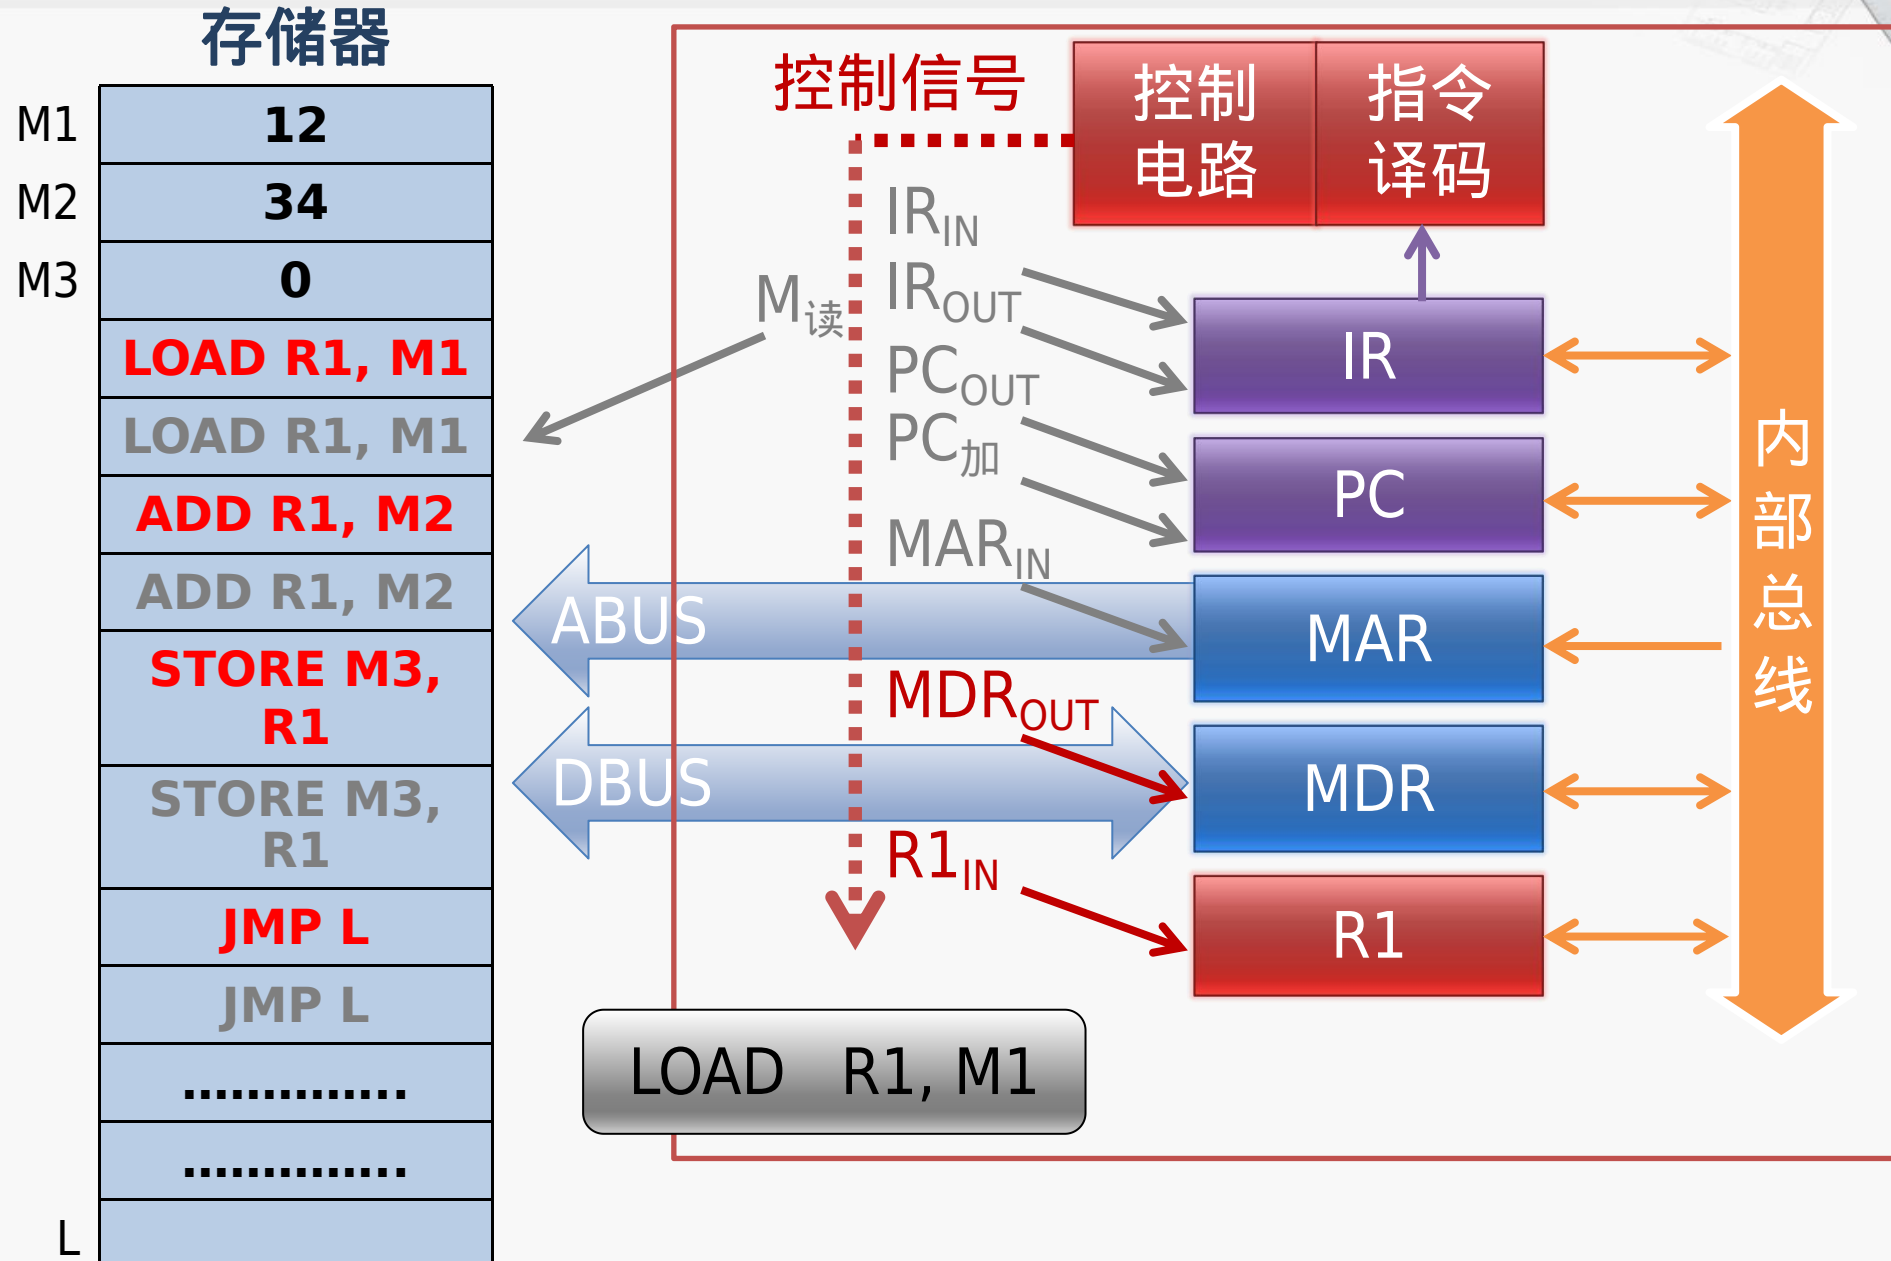 存储器
M1
12
M2
34
M3
0
LOAD R1, M1
LOAD R1, M1
ADD R1, M2
ADD R1, M2
STORE M3,
R1
STORE M3,
R1
JMP L
JMP L
..............
..............
L
控制信号
控制
电路
指令
译码
IRIN
IROUT
M读
PCOUT
PC加
MARIN
MDROUT
R1IN
ABUS
DBUS
IR
PC
MAR
MDR
R1
内
部
总
线
LOAD R1, M1